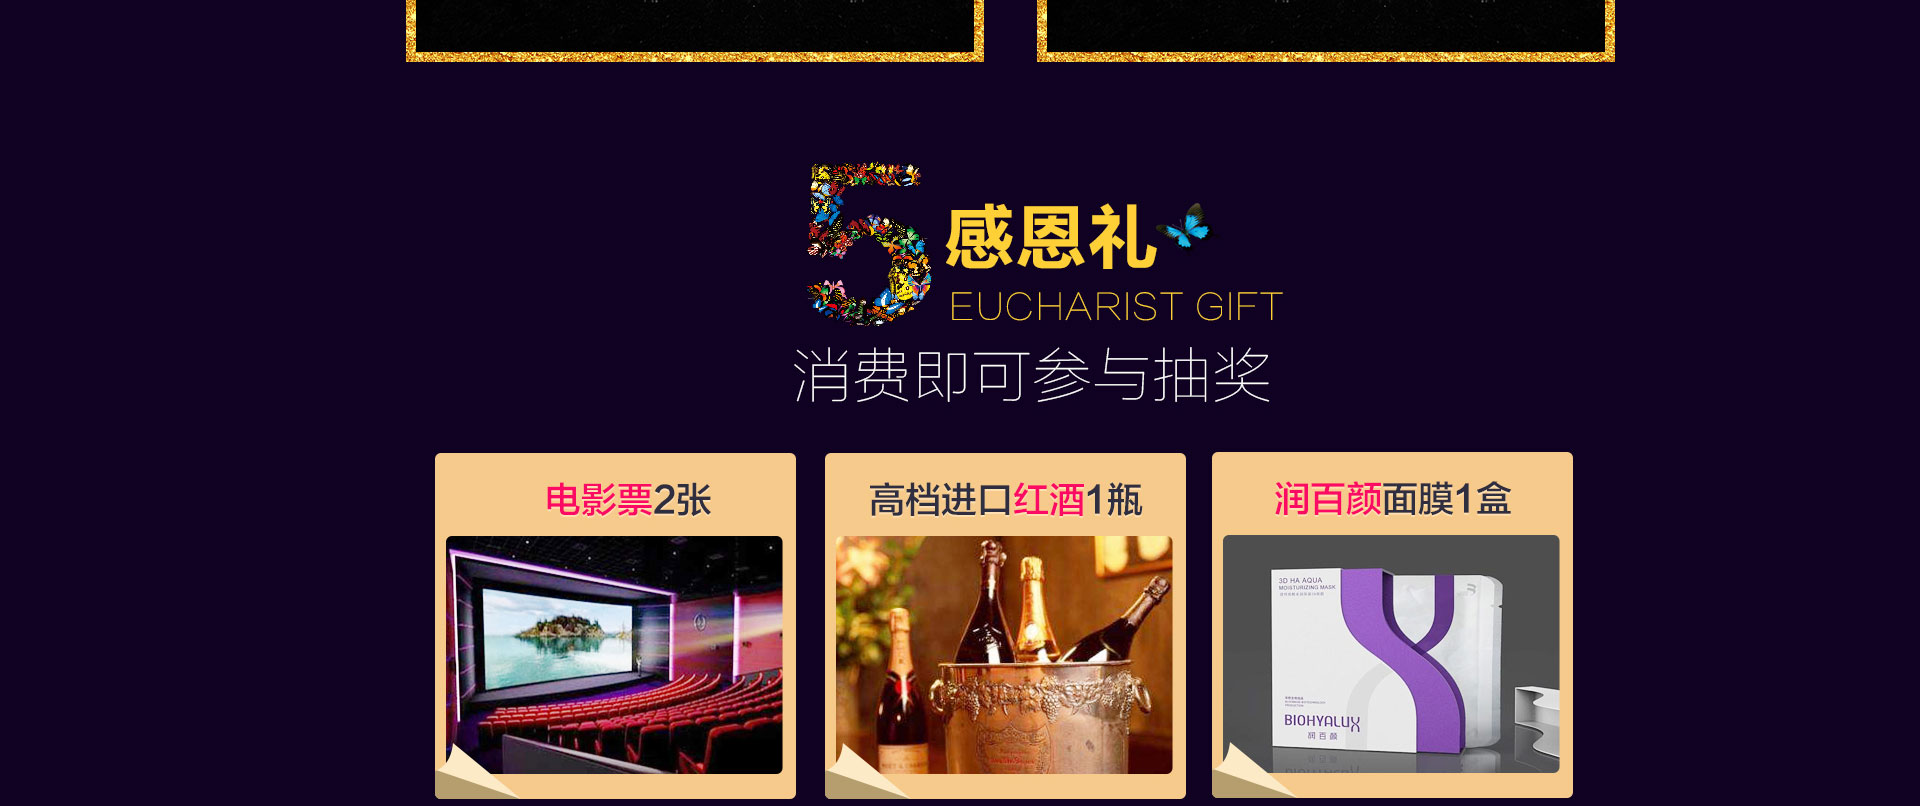 5
感恩礼
EUCHARIST GIFT
消费即可参与抽奖
电影票2张
高档进口红酒1瓶
润百颜面膜1盒
3D HA AQUA
MOISTURIZING MASK
BIOHYALUX
润百颜